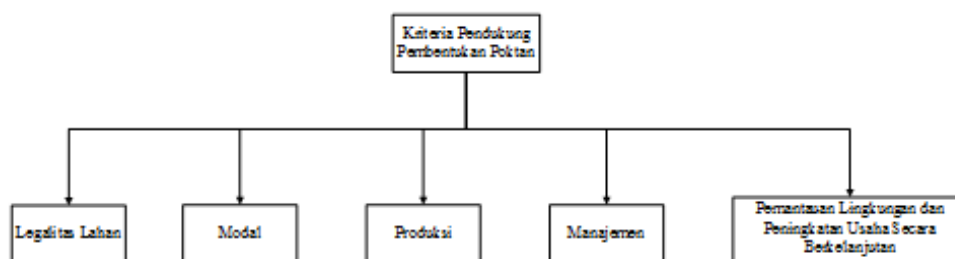 Kriteria Pendukung
Pembentukan Poktan
Legalitas Lahan
Modal
Produksi
Manajemen
Pemantauan Lingkungan dan
Peningkatan Usaha Secara
Berkelanjutan